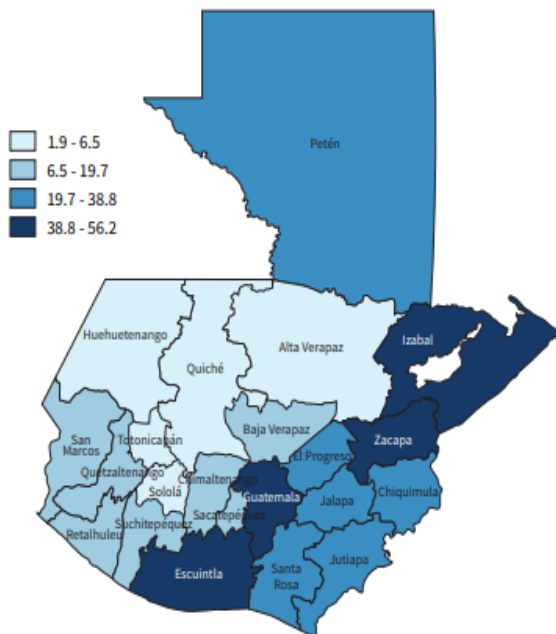 1.9 - 6.5
6.5 - 19.7
19.7 - 38.8
38.8 - 56.2
Petén
Huehuetenango
Quiché
Alta Verapaz
Izabal
San
Marcos
Totonicapán
Baja Verapaz
El Progreso
Zacapa
Quetzaltenango
Chimaltenango
Sololá
Guatemala
Jalapa
Chiquimula
Retalhuleu
Suchitepéquez
Sacatepéquez
Escuintla
Santa
Rosa
Jutiapa